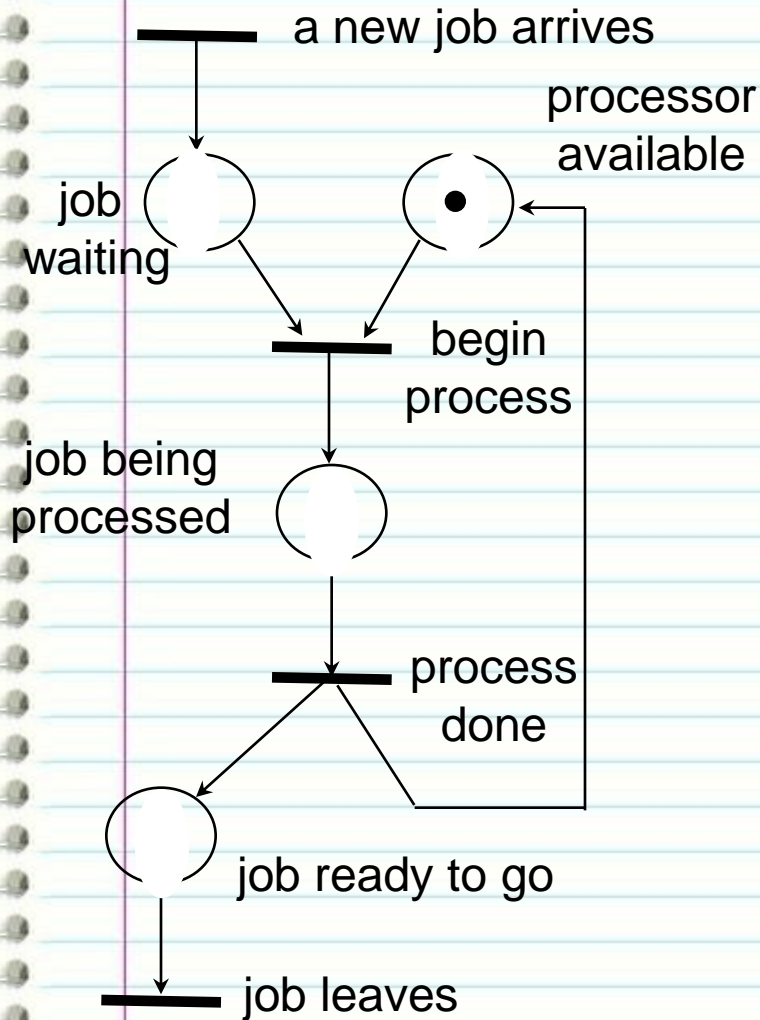 a new job arrives
processor
available
job
waiting
begin
process
job being
processed
process
done
job ready to go
job leaves